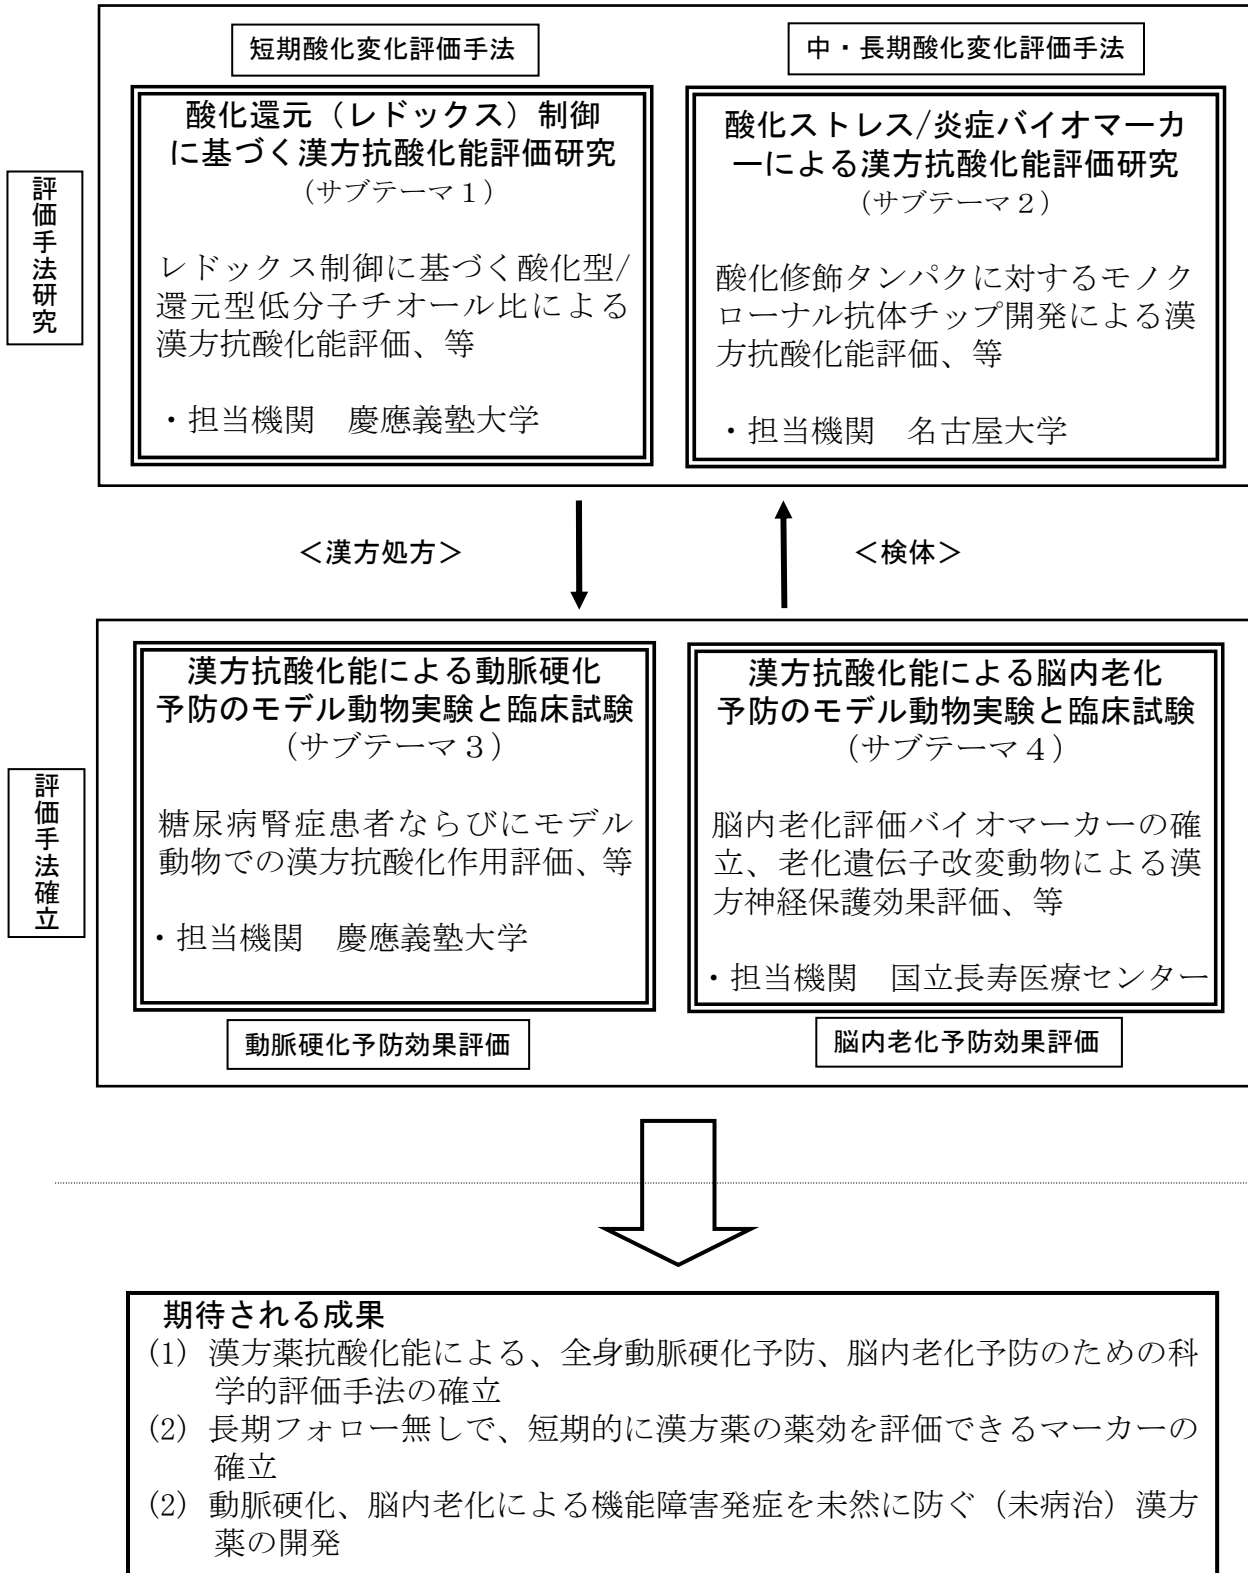 短期酸化変化評価手法
中・長期酸化変化評価手法
評価手法研究
酸化還元（レドックス）制御
に基づく漢方抗酸化能評価研究
（サブテーマ１）
レドックス制御に基づく酸化型/
還元型低分子チオール比による
漢方抗酸化能評価、等
・担当機関　慶應義塾大学
酸化ストレス/炎症バイオマーカ
ーによる漢方抗酸化能評価研究
（サブテーマ２）
酸化修飾タンパクに対するモノク
ローナル抗体チップ開発による漢
方抗酸化能評価、等
・担当機関　名古屋大学
＜漢方処方＞
＜検体＞
評価手法確立
漢方抗酸化能による動脈硬化
予防のモデル動物実験と臨床試験
（サブテーマ３）
糖尿病腎症患者ならびにモデル
動物での漢方抗酸化作用評価、等
・担当機関　慶應義塾大学
漢方抗酸化能による脳内老化
予防のモデル動物実験と臨床試験
（サブテーマ４）
脳内老化評価バイオマーカーの確
立、老化遺伝子改変動物による漢
方神経保護効果評価、等
・担当機関　国立長寿医療センター
動脈硬化予防効果評価
脳内老化予防効果評価
期待される成果
(1) 漢方薬抗酸化能による、全身動脈硬化予防、脳内老化予防のための科
学的評価手法の確立
(2) 長期フォロー無しで、短期的に漢方薬の薬効を評価できるマーカーの
確立
(2) 動脈硬化、脳内老化による機能障害発症を未然に防ぐ（未病治）漢方
薬の開発